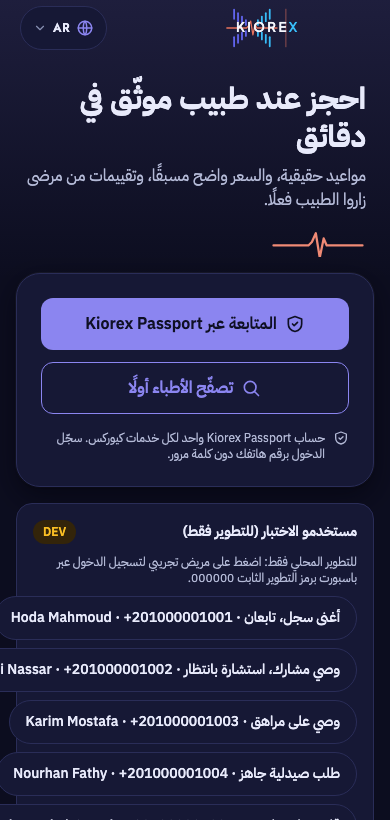 KIOREX
AR
احجز عند طبيب موثّق في
دقائق
مواعيد حقيقية، والسعر واضح مسبقًا، وتقييمات من مرضى
زاروا الطبيب فعلًا.
المتابعة عبر Kiorex Passport
تصفّح الأطباء أولًا
حساب Kiorex Passport واحد لكل خدمات كيوركس. سجّل
الدخول برقم هاتفك دون كلمة مرور.
مستخدمو الاختبار (للتطوير فقط)
DEV
للتطوير المحلي فقط: اضغط على مريض تجريبي لتسجيل الدخول عبر
باسبورت برمز التطوير الثابت 000000.
أغنى سجل، تابعان · Hoda Mahmoud · +201000001001
وصي مشارك، استشارة بانتظار · i Nassar · +201000001002
وصي على مراهق · Karim Mostafa · +201000001003
طلب صيدلية جاهز · Nourhan Fathy · +201000001004